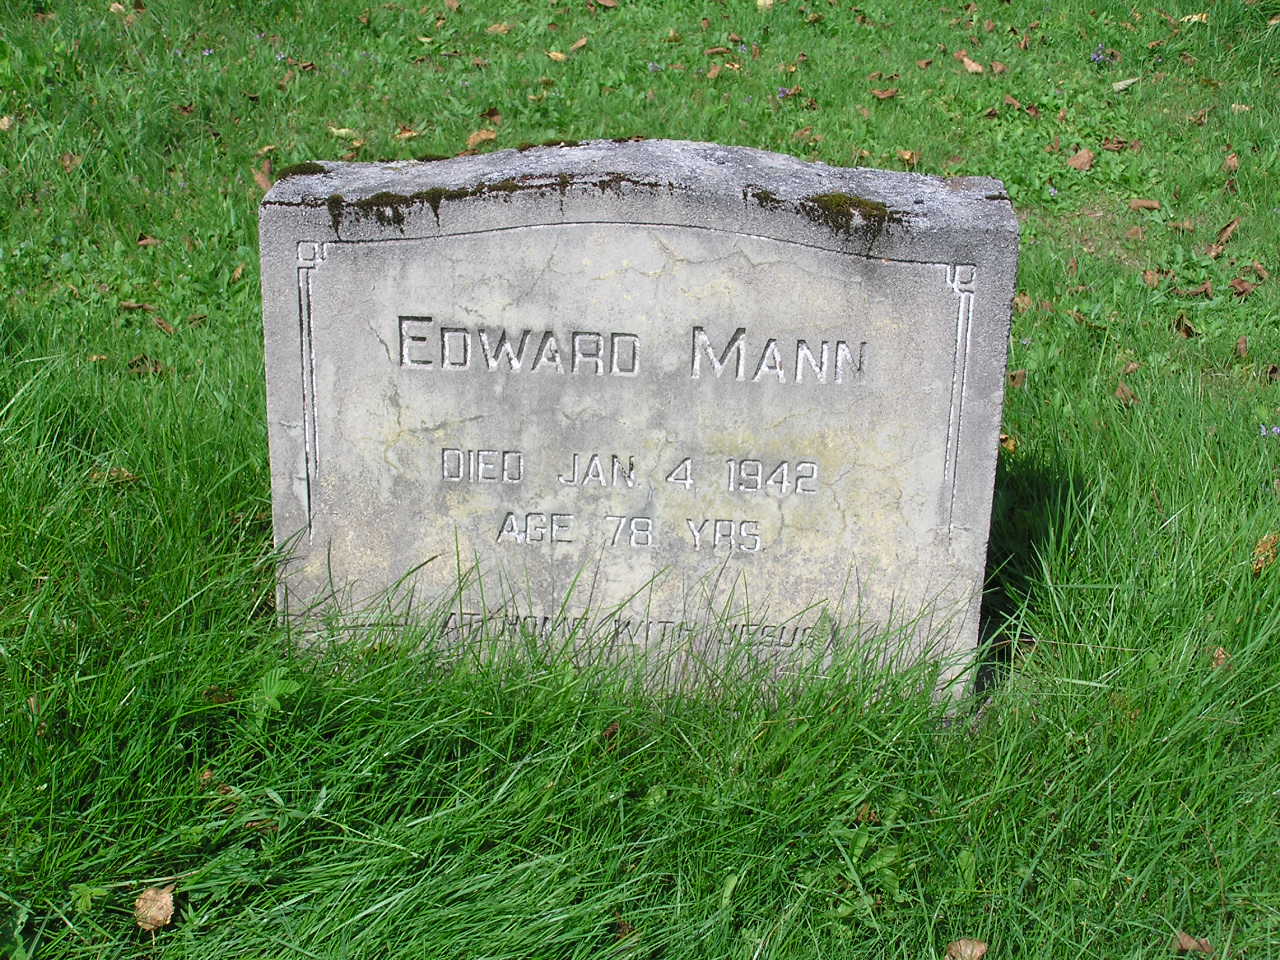 EDWARD MANN
DIED JAN. 4 1942
AGE 78 YRS.
AT HOME WITH JESUS